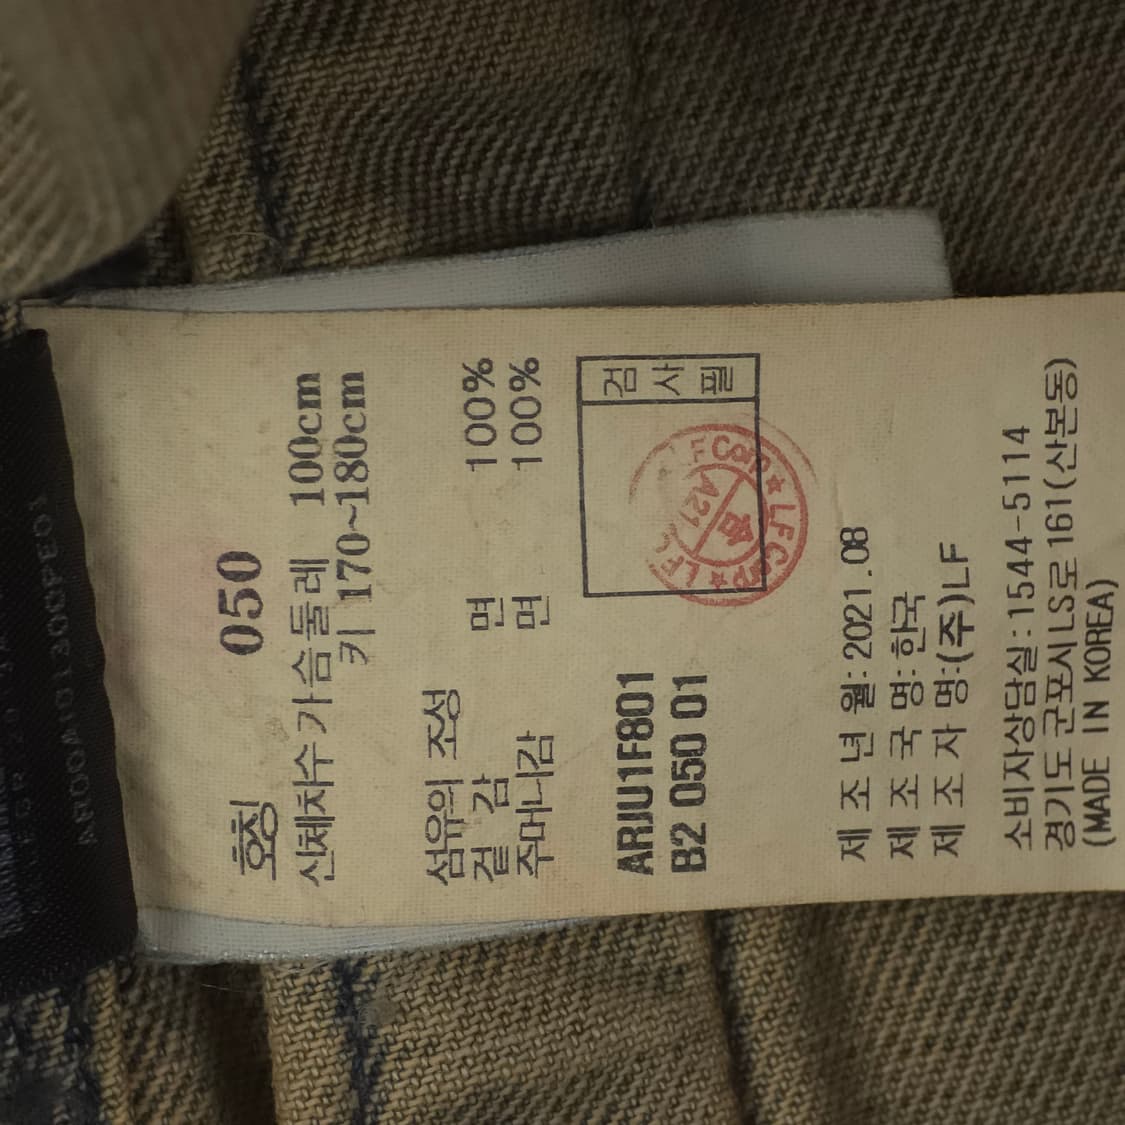 호칭 050
신체치수 가슴둘레 100cm
키 170~180cm
섬유의 조성
겉감 면 100%
주머니감 면 100%
ARJU1F801
B2 050 01
검사필
LFCorp ★ LFCorp ★
A21
제조년월: 2021.08
제조국명: 한국
제조자명: (주)LF
소비자상담실: 1544-5114
경기도 군포시 LS로 161(산본동)
(MADE IN KOREA)